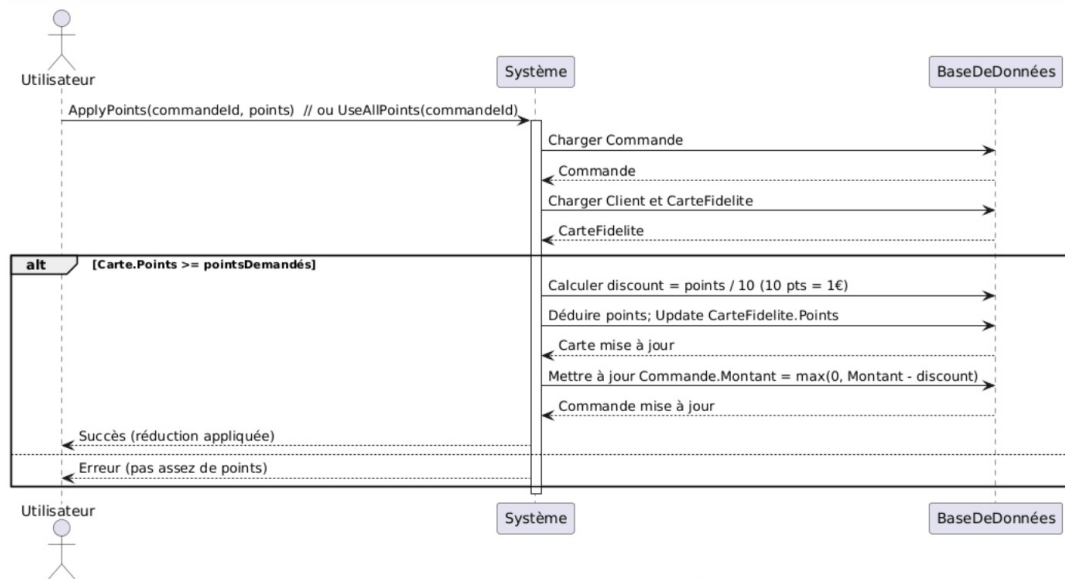 Utilisateur
Système
BaseDeDonnées
ApplyPoints(commandeId, points)  // ou UseAllPoints(commandeId)
Charger Commande
Commande
Charger Client et CarteFidelite
CarteFidelite
alt [Carte.Points >= pointsDemandés]
Calculer discount = points / 10 (10 pts = 1€)
Déduire points; Update CarteFidelite.Points
Carte mise à jour
Mettre à jour Commande.Montant = max(0, Montant - discount)
Commande mise à jour
Succès (réduction appliquée)
Erreur (pas assez de points)
Utilisateur
Système
BaseDeDonnées